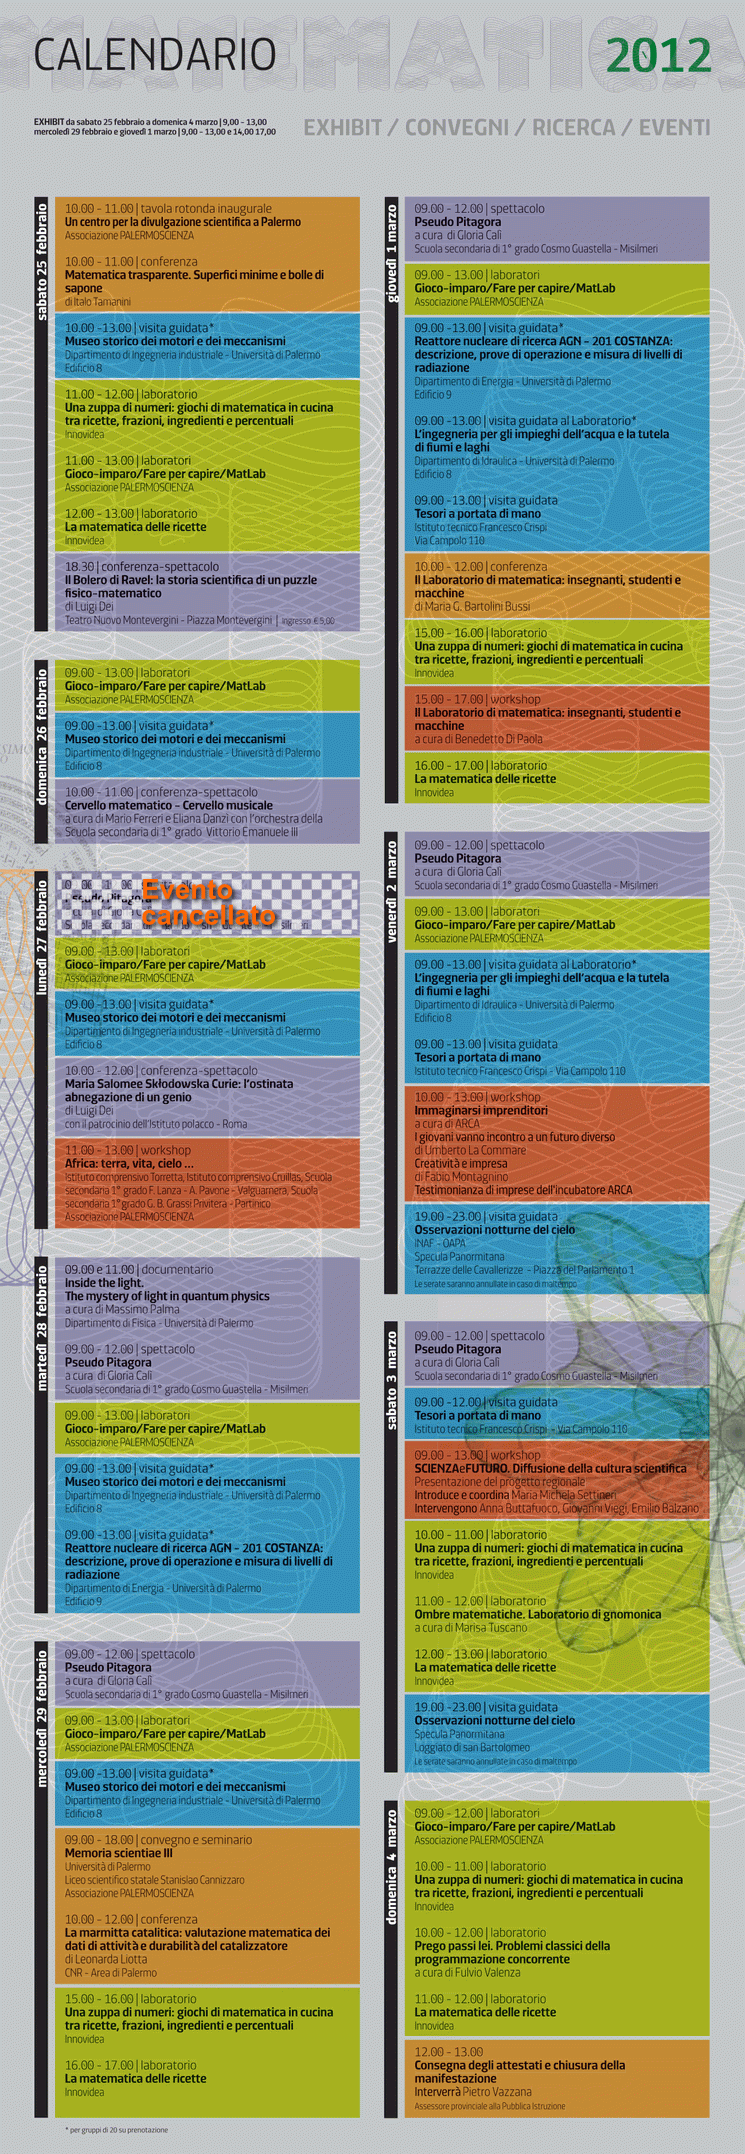 MATEMATICA
CALENDARIO
2012
EXHIBIT da sabato 25 febbraio a domenica 4 marzo | 9,00 - 13,00
mercoledì 29 febbraio e giovedì 1 marzo | 9,00 - 13,00 e 14,00 17,00
EXHIBIT / CONVEGNI / RICERCA / EVENTI
sabato 25 febbraio
10.00 - 11.00 | tavola rotonda inaugurale
Un centro per la divulgazione scientifica a Palermo
Associazione PALERMOSCIENZA
10.00 - 11.00 | conferenza
Matematica trasparente. Superfici minime e bolle di
sapone
di Italo Tamanini
10.00 -13.00 | visita guidata*
Museo storico dei motori e dei meccanismi
Dipartimento di Ingegneria industriale - Università di Palermo
Edificio 8
11.00 - 12.00 | laboratorio
Una zuppa di numeri: giochi di matematica in cucina
tra ricette, frazioni, ingredienti e percentuali
Innovidea
11.00 - 13.00 | laboratori
Gioco-imparo/Fare per capire/MatLab
Associazione PALERMOSCIENZA
12.00 - 13.00 | laboratorio
La matematica delle ricette
Innovidea
18.30 | conferenza-spettacolo
Il Bolero di Ravel: la storia scientifica di un puzzle
fisico-matematico
di Luigi Dei
Teatro Nuovo Montevergini - Piazza Montevergini | Ingresso € 5,00
domenica 26 febbraio
09.00 - 13.00 | laboratori
Gioco-imparo/Fare per capire/MatLab
Associazione PALERMOSCIENZA
09.00 -13.00 | visita guidata*
Museo storico dei motori e dei meccanismi
Dipartimento di Ingegneria industriale - Università di Palermo
Edificio 8
10.00 - 11.00 | conferenza-spettacolo
Cervello matematico - Cervello musicale
a cura di Mario Ferreri e Eliana Danzì con l'orchestra della
Scuola secondaria di 1° grado Vittorio Emanuele III
lunedì 27 febbraio
Pseudo Pitagora
Evento
cancellato
09.00 - 13.00 | laboratori
Gioco-imparo/Fare per capire/MatLab
Associazione PALERMOSCIENZA
09.00 -13.00 | visita guidata*
Museo storico dei motori e dei meccanismi
Dipartimento di Ingegneria industriale - Università di Palermo
Edificio 8
10.00 - 12.00 | conferenza-spettacolo
Maria Salomee Skłodowska Curie: l'ostinata
abnegazione di un genio
di Luigi Dei
con il patrocinio dell'Istituto polacco - Roma
11.00 - 13.00 | workshop
Africa: terra, vita, cielo ...
Istituto comprensivo Torretta, Istituto comprensivo Cruillas, Scuola
secondaria 1° grado F. Lanza - A. Pavone - Valguarnera, Scuola
secondaria 1° grado G. B. Grassi Privitera - Partinico
Associazione PALERMOSCIENZA
martedì 28 febbraio
09.00 e 11.00 | documentario
Inside the light.
The mystery of light in quantum physics
a cura di Massimo Palma
Dipartimento di Fisica - Università di Palermo
09.00 - 12.00 | spettacolo
Pseudo Pitagora
a cura di Gloria Calì
Scuola secondaria di 1° grado Cosmo Guastella - Misilmeri
09.00 - 13.00 | laboratori
Gioco-imparo/Fare per capire/MatLab
Associazione PALERMOSCIENZA
09.00 -13.00 | visita guidata*
Museo storico dei motori e dei meccanismi
Dipartimento di Ingegneria industriale - Università di Palermo
Edificio 8
09.00 -13.00 | visita guidata*
Reattore nucleare di ricerca AGN - 201 COSTANZA:
descrizione, prove di operazione e misura di livelli di
radiazione
Dipartimento di Energia - Università di Palermo
Edificio 9
mercoledì 29 febbraio
09.00 - 12.00 | spettacolo
Pseudo Pitagora
a cura di Gloria Calì
Scuola secondaria di 1° grado Cosmo Guastella - Misilmeri
09.00 - 13.00 | laboratori
Gioco-imparo/Fare per capire/MatLab
Associazione PALERMOSCIENZA
09.00 -13.00 | visita guidata*
Museo storico dei motori e dei meccanismi
Dipartimento di Ingegneria industriale - Università di Palermo
Edificio 8
09.00 - 18.00 | convegno e seminario
Memoria scientiae III
Università di Palermo
Liceo scientifico statale Stanislao Cannizzaro
Associazione PALERMOSCIENZA
10.00 - 12.00 | conferenza
La marmitta catalitica: valutazione matematica dei
dati di attività e durabilità del catalizzatore
di Leonarda Liotta
CNR - Area di Palermo
15.00 - 16.00 | laboratorio
Una zuppa di numeri: giochi di matematica in cucina
tra ricette, frazioni, ingredienti e percentuali
Innovidea
16.00 - 17.00 | laboratorio
La matematica delle ricette
Innovidea
* per gruppi di 20 su prenotazione
giovedì 1 marzo
09.00 - 12.00 | spettacolo
Pseudo Pitagora
a cura di Gloria Calì
Scuola secondaria di 1° grado Cosmo Guastella - Misilmeri
09.00 - 13.00 | laboratori
Gioco-imparo/Fare per capire/MatLab
Associazione PALERMOSCIENZA
09.00 -13.00 | visita guidata*
Reattore nucleare di ricerca AGN - 201 COSTANZA:
descrizione, prove di operazione e misura di livelli di
radiazione
Dipartimento di Energia - Università di Palermo
Edificio 9
09.00 -13.00 | visita guidata al Laboratorio*
L'ingegneria per gli impieghi dell'acqua e la tutela
di fiumi e laghi
Dipartimento di Idraulica - Università di Palermo
Edificio 8
09.00 -13.00 | visita guidata
Tesori a portata di mano
Istituto tecnico Francesco Crispi
Via Campolo 110
10.00 - 12.00 | conferenza
Il Laboratorio di matematica: insegnanti, studenti e
macchine
di Maria G. Bartolini Bussi
15.00 - 16.00 | laboratorio
Una zuppa di numeri: giochi di matematica in cucina
tra ricette, frazioni, ingredienti e percentuali
Innovidea
15.00 - 17.00 | workshop
Il Laboratorio di matematica: insegnanti, studenti e
macchine
a cura di Benedetto Di Paola
16.00 - 17.00 | laboratorio
La matematica delle ricette
Innovidea
venerdì 2 marzo
09.00 - 12.00 | spettacolo
Pseudo Pitagora
a cura di Gloria Calì
Scuola secondaria di 1° grado Cosmo Guastella - Misilmeri
09.00 - 13.00 | laboratori
Gioco-imparo/Fare per capire/MatLab
Associazione PALERMOSCIENZA
09.00 -13.00 | visita guidata al Laboratorio*
L'ingegneria per gli impieghi dell'acqua e la tutela
di fiumi e laghi
Dipartimento di Idraulica - Università di Palermo
Edificio 8
09.00 -13.00 | visita guidata
Tesori a portata di mano
Istituto tecnico Francesco Crispi - Via Campolo 110
10.00 - 13.00 | workshop
Immaginarsi imprenditori
a cura di ARCA
I giovani vanno incontro a un futuro diverso
di Umberto La Commare
Creatività e impresa
di Fabio Montagnino
Testimonianza di imprese dell'incubatore ARCA
19.00 -23.00 | visita guidata
Osservazioni notturne del cielo
INAF - OAPA
Specula Panormitana
Terrazze delle Cavallerizze - Piazza del Parlamento 1
Le serate saranno annullate in caso di maltempo
sabato 3 marzo
09.00 - 12.00 | spettacolo
Pseudo Pitagora
a cura di Gloria Calì
Scuola secondaria di 1° grado Cosmo Guastella - Misilmeri
09.00 -12.00 | visita guidata
Tesori a portata di mano
Istituto tecnico Francesco Crispi - Via Campolo 110
09.00 - 13.00 | workshop
SCIENZAeFUTURO. Diffusione della cultura scientifica
Presentazione del progetto regionale
Introduce e coordina Maria Michela Settineri
Intervengono Anna Buttafuoco, Giovanni Viegi, Emilio Balzano
10.00 - 11.00 | laboratorio
Una zuppa di numeri: giochi di matematica in cucina
tra ricette, frazioni, ingredienti e percentuali
Innovidea
11.00 - 12.00 | laboratorio
Ombre matematiche. Laboratorio di gnomonica
a cura di Marisa Tuscano
12.00 - 13.00 | laboratorio
La matematica delle ricette
Innovidea
19.00 -23.00 | visita guidata
Osservazioni notturne del cielo
Specula Panormitana
Loggiato di san Bartolomeo
Le serate saranno annullate in caso di maltempo
domenica 4 marzo
09.00 - 12.00 | laboratori
Gioco-imparo/Fare per capire/MatLab
Associazione PALERMOSCIENZA
10.00 - 11.00 | laboratorio
Una zuppa di numeri: giochi di matematica in cucina
tra ricette, frazioni, ingredienti e percentuali
Innovidea
10.00 - 12.00 | laboratorio
Prego passi lei. Problemi classici della
programmazione concorrente
a cura di Fulvio Valenza
11.00 - 12.00 | laboratorio
La matematica delle ricette
Innovidea
12.00 - 13.00
Consegna degli attestati e chiusura della
manifestazione
Interverrà Pietro Vazzana
Assessore provinciale alla Pubblica Istruzione